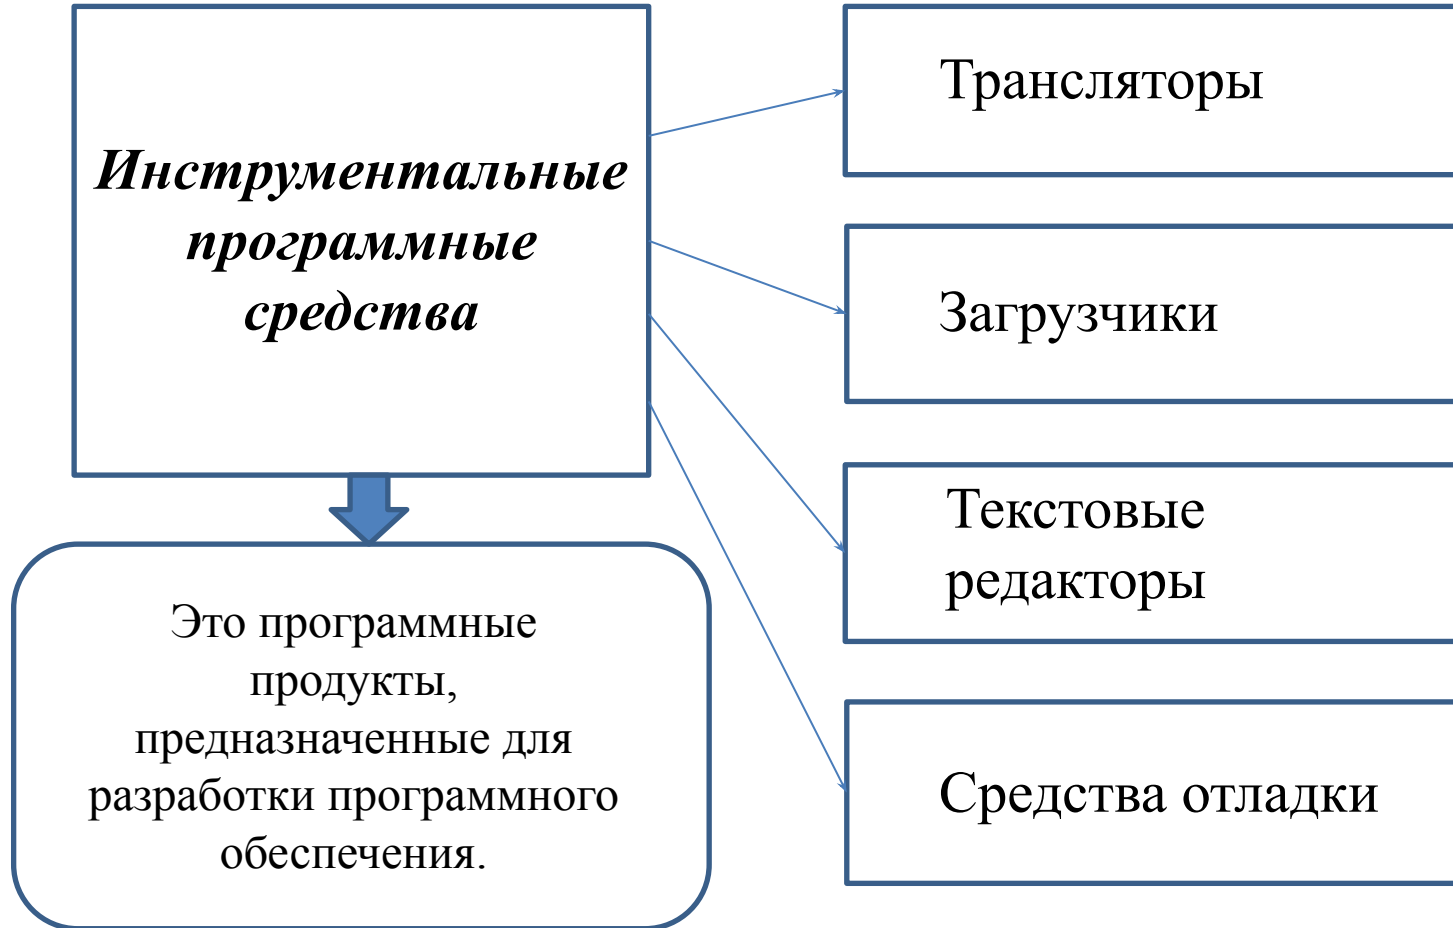 Инструментальные
программные
средства
Это программные
продукты,
предназначенные для
разработки программного
обеспечения.
Трансляторы
Загрузчики
Текстовые
редакторы
Средства отладки